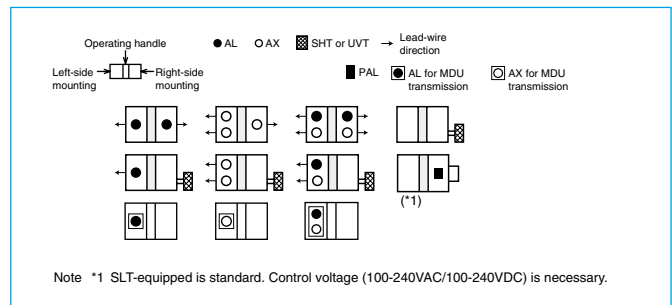 Operating handle
● AL ○ AX SHT or UVT → Lead-wire direction
Left-side mounting
Right-side mounting
PAL AL for MDU transmission AX for MDU transmission
(*1)
Note *1 SLT-equipped is standard. Control voltage (100-240VAC/100-240VDC) is necessary.